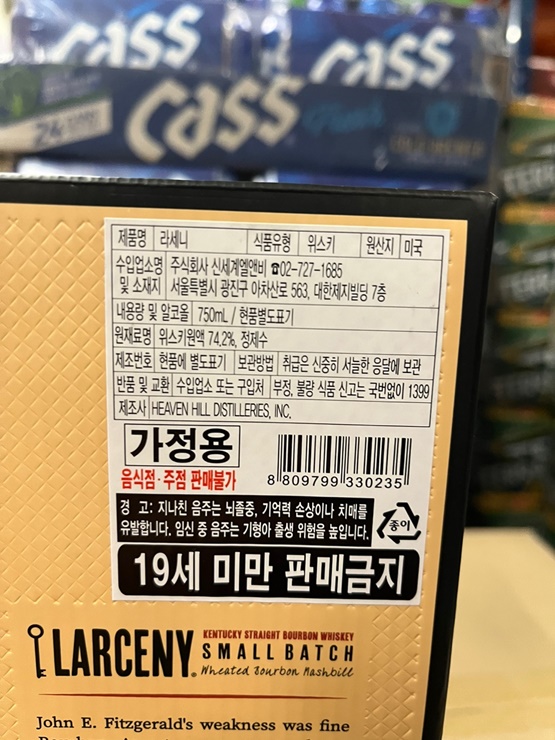 cass
cass
cass
Fresh
24
제품명 라세니 식품유형 위스키 원산지 미국
수입업소명 및 소재지 주식회사 신세계엘앤비 ☎02-727-1685
서울특별시 광진구 아차산로 563, 대한제지빌딩 7층
내용량 및 알코올 750mL / 현품별도표기
원재료명 위스키원액 74.2%, 정제수
제조번호 현품에 별도표기 보관방법 취급은 신중히 서늘한 응달에 보관
반품 및 교환 수입업소 또는 구입처 부정, 불량 식품 신고는 국번없이 1399
제조사 HEAVEN HILL DISTILLERIES, INC.
가정용
음식점·주점 판매불가
8 809799 330235
경 고: 지나친 음주는 뇌졸중, 기억력 손상이나 치매를
유발합니다. 임신 중 음주는 기형아 출생 위험을 높입니다.
종이
19세 미만 판매금지
LARCENY
KENTUCKY STRAIGHT BOURBON WHISKEY
SMALL BATCH
Wheated Bourbon Mashbill
John E. Fitzgerald's weakness was fine